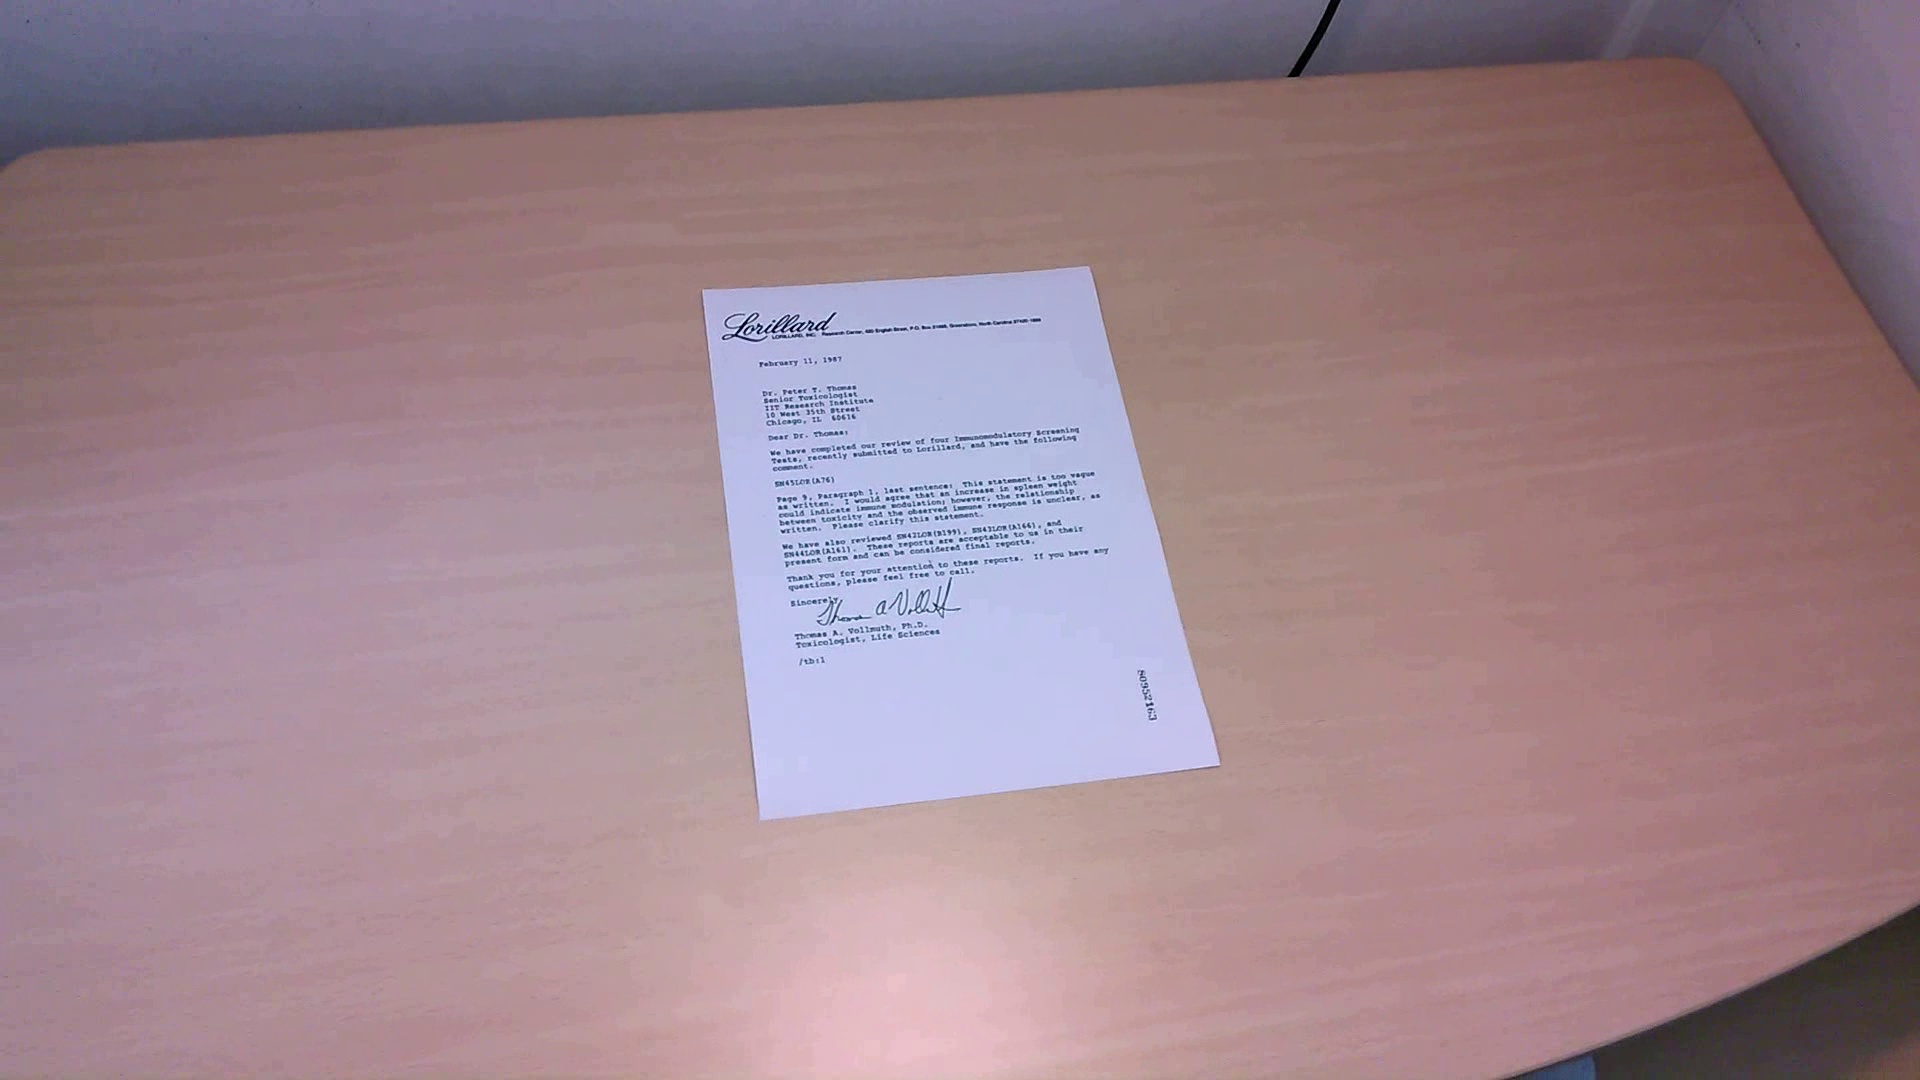 Lorillard
LORILLARD, INC. Research Center, 420 English Street, P.O. Box 21688, Greensboro, North Carolina 27420-1688
February 11, 1987
Dr. Peter T. Thomas
Senior Toxicologist
IIT Research Institute
10 West 35th Street
Chicago, IL 60616
Dear Dr. Thomas:
We have completed our review of four Immunomodulatory Screening
Tests, recently submitted to Lorillard, and have the following
comment.
SN45LOR(A76)
Page 9, Paragraph 1, last sentence: This statement is too vague
as written. I would agree that an increase in spleen weight
could indicate immune modulation; however, the relationship
between toxicity and the observed immune response is unclear, as
written. Please clarify this statement.
We have also reviewed SN42LOR(B199), SN43LOR(A166), and
SN44LOR(A161). These reports are acceptable to us in their
present form and can be considered final reports.
Thank you for your attention to these reports. If you have any
questions, please feel free to call.
Sincerely,
Thomas A Vollmuth
Thomas A. Vollmuth, Ph.D.
Toxicologist, Life Sciences
/tb:1
80952163